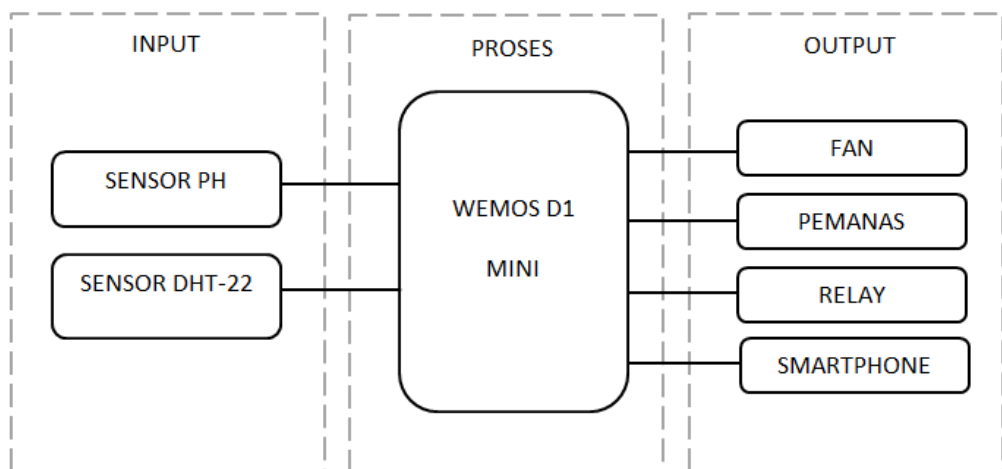 INPUT
SENSOR PH
SENSOR DHT-22
PROSES
WEMOS D1
MINI
OUTPUT
FAN
PEMANAS
RELAY
SMARTPHONE